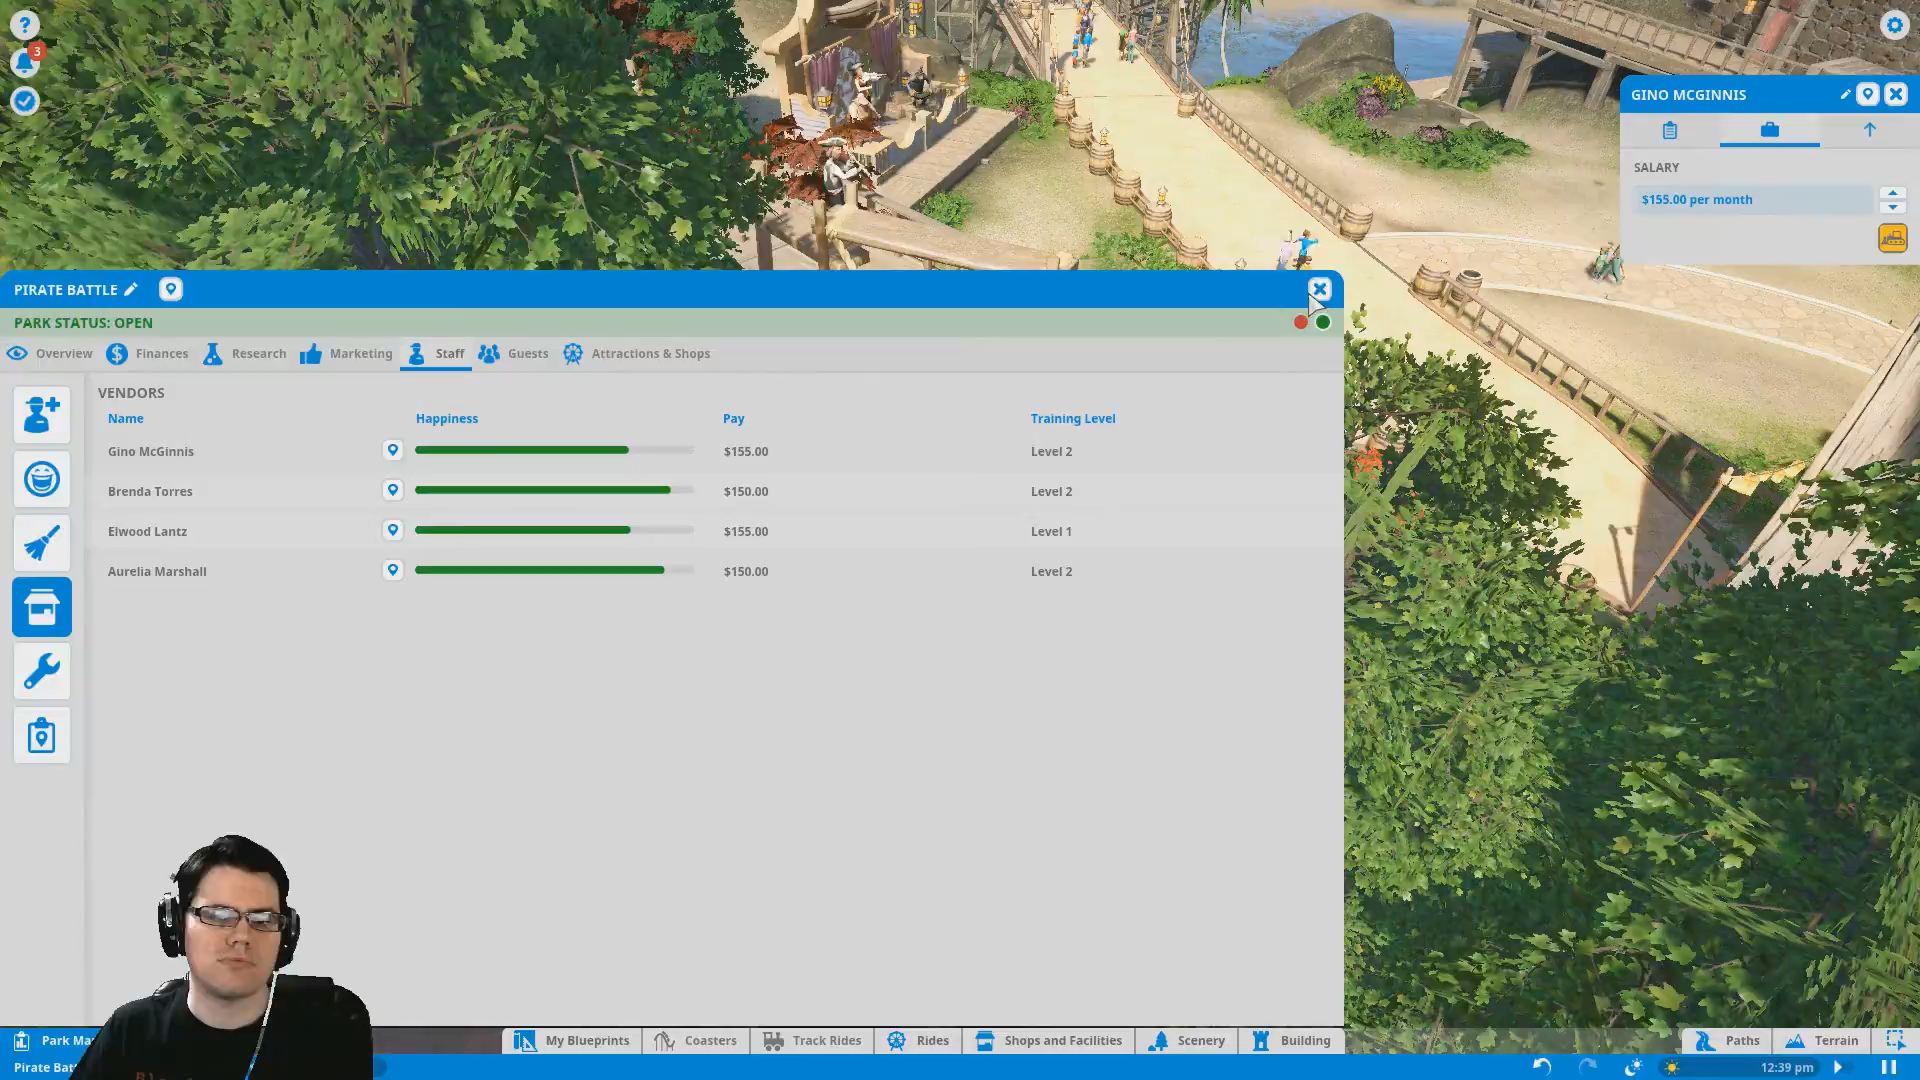 ?
3
GINO MCGINNIS
SALARY
$155.00 per month
PIRATE BATTLE
PARK STATUS: OPEN
Overview
$ Finances
Research
Marketing
Staff
Guests
Attractions & Shops
VENDORS
Name Happiness Pay Training Level
Gino McGinnis $155.00 Level 2
Brenda Torres $150.00 Level 2
Elwood Lantz $155.00 Level 1
Aurelia Marshall $150.00 Level 2
Park
My Blueprints
Coasters
Track Rides
Rides
Shops and Facilities
Scenery
Building
Paths
Terrain
Pirate
12:39 pm